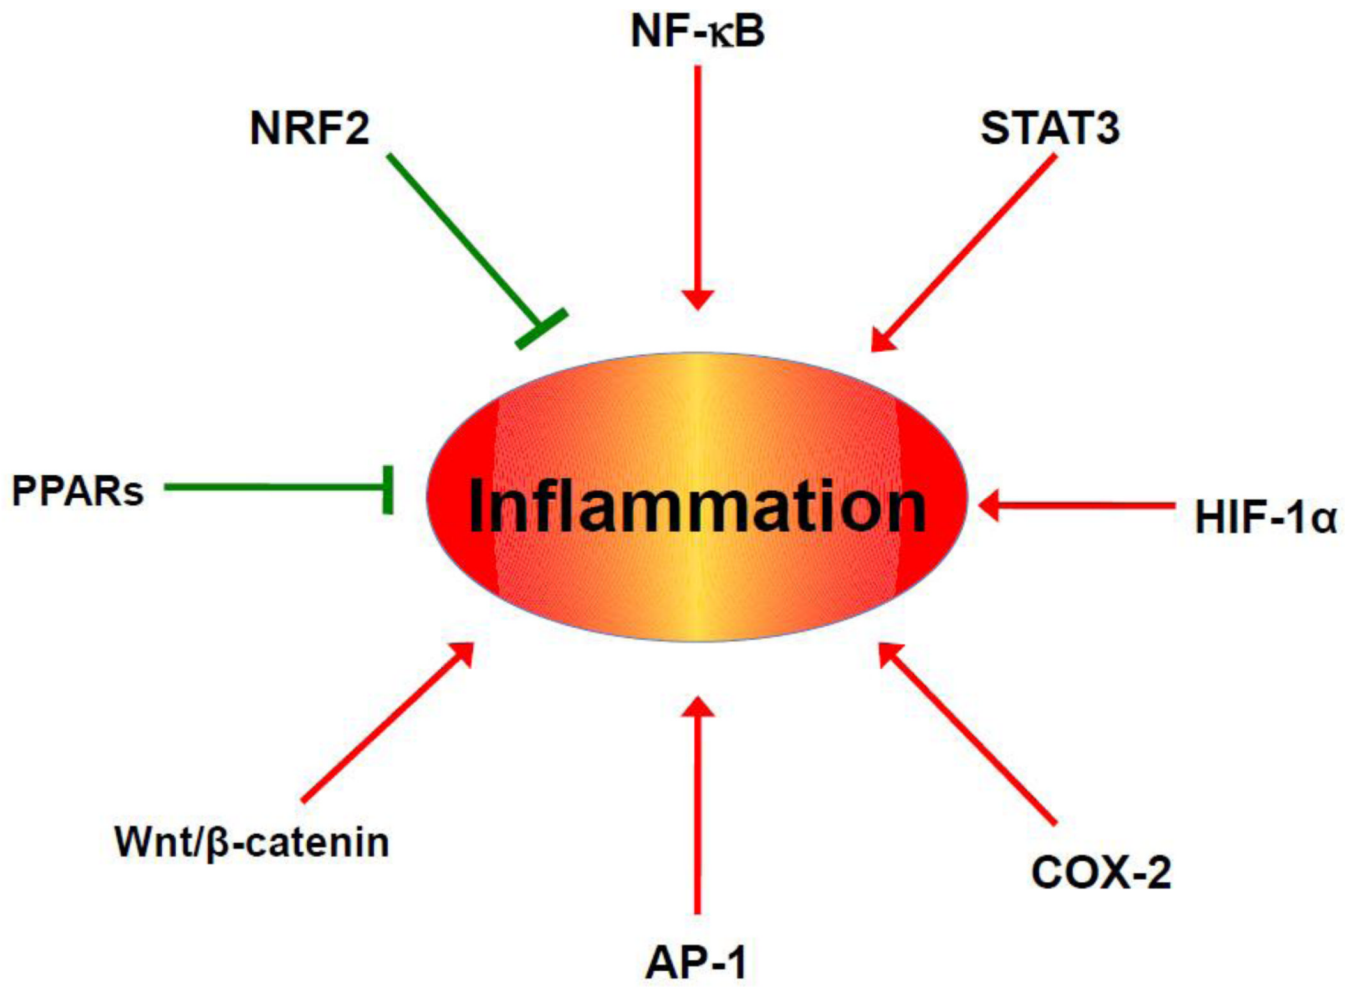 NF-κB
NRF2
STAT3
PPARs
Inflammation
HIF-1α
Wnt/β-catenin
COX-2
AP-1